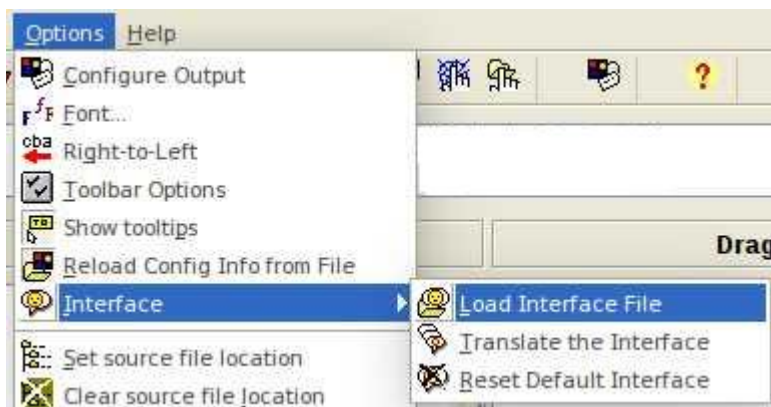 Options Help
Configure Output
Font...
Right-to-Left
Toolbar Options
Show tooltips
Reload Config Info from File
Interface
Set source file location
Clear source file location
?
Drag
Load Interface File
Translate the Interface
Reset Default Interface